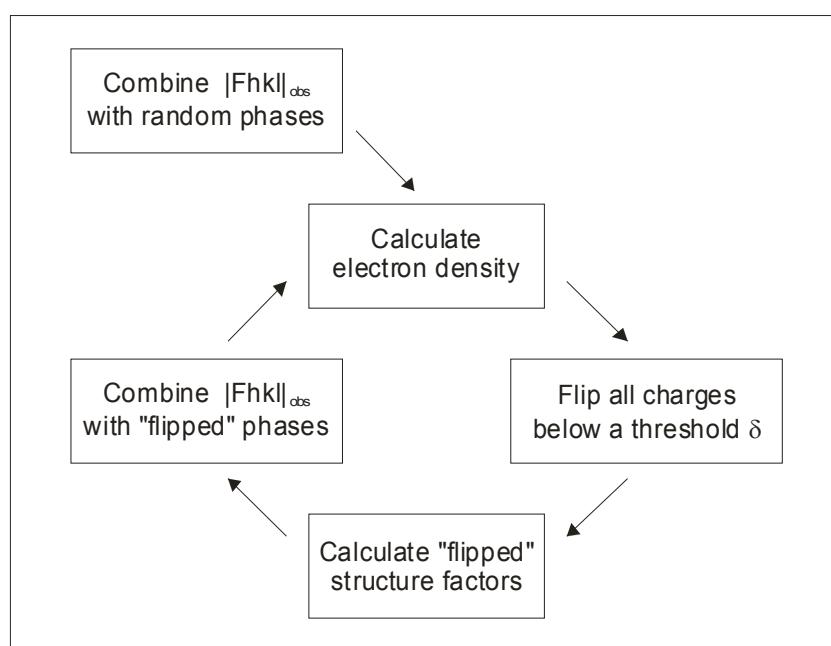 Combine |Fhkl|obs
with random phases
Calculate
electron density
Combine |Fhkl|obs
with "flipped" phases
Flip all charges
below a threshold δ
Calculate "flipped"
structure factors